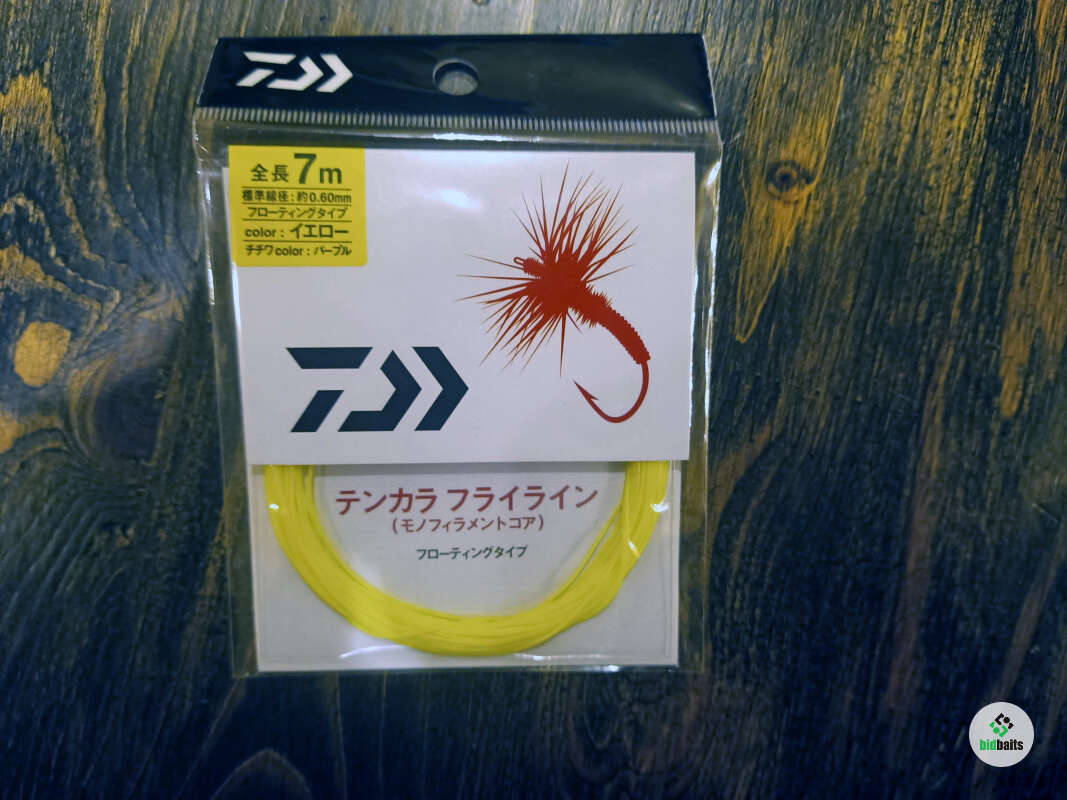 全長7m
標準線径：約0.60mm
フローティングタイプ
color：イエロー
チチワcolor：パープル
テンカラ フライライン
(モノフィラメントコア)
フローティングタイプ
bidbaits